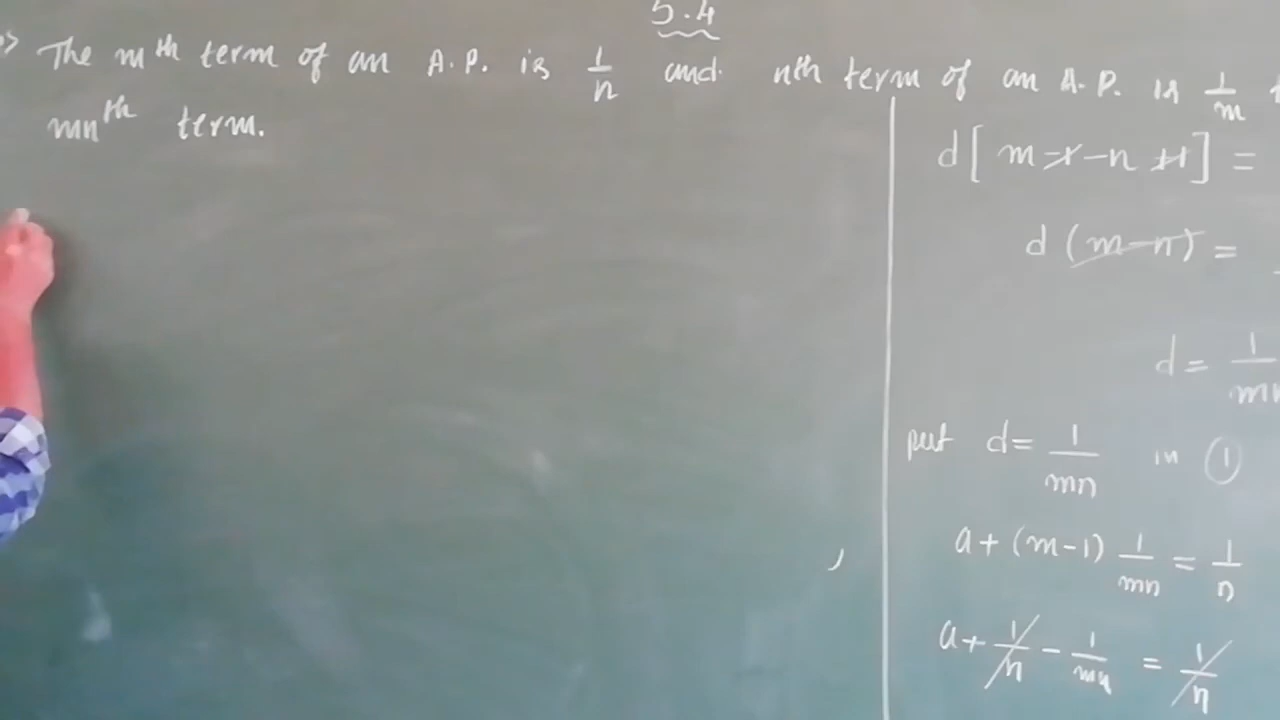 5.4
The mth term of an A.P. is 1/n and nth term of an A.P. is 1/m
mnth term.
d[m-1-n+1] =
d(m-n) =
d = 1/mn
put d = 1/mn in ①
a + (m-1) 1/mn = 1/n
a + 1/n - 1/mn = 1/n